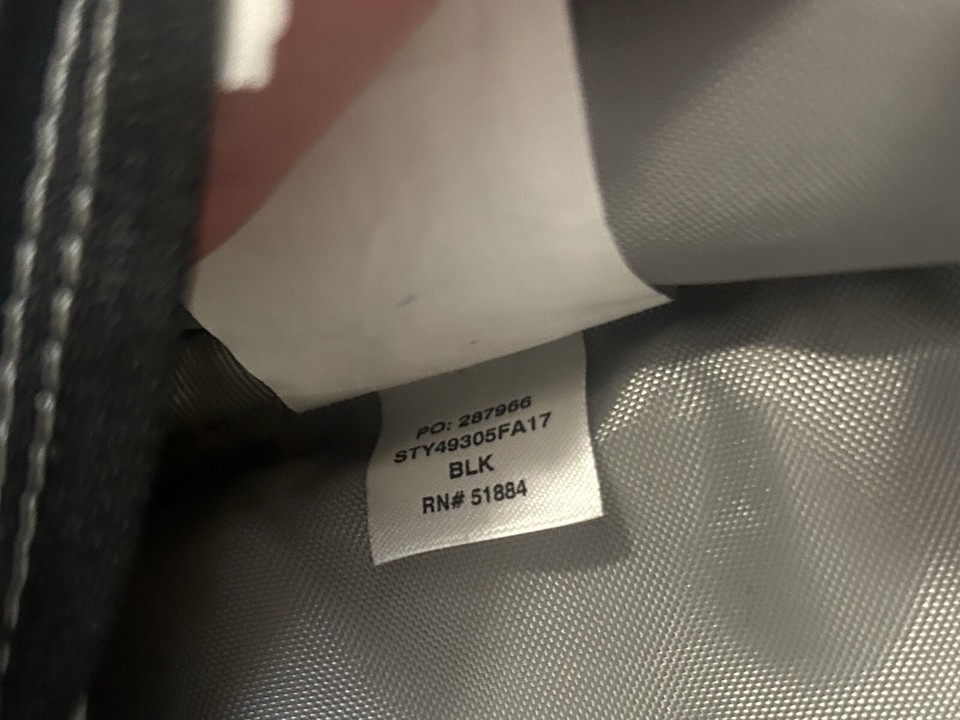 PO: 287966
STY49305FA17
BLK
RN# 51884